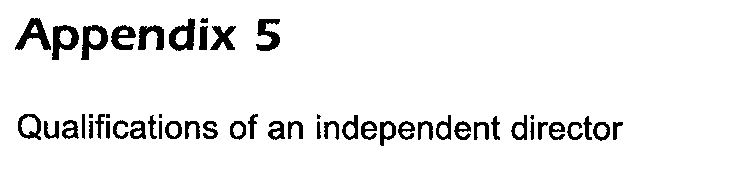 Appendix 5
Qualifications of an independent director